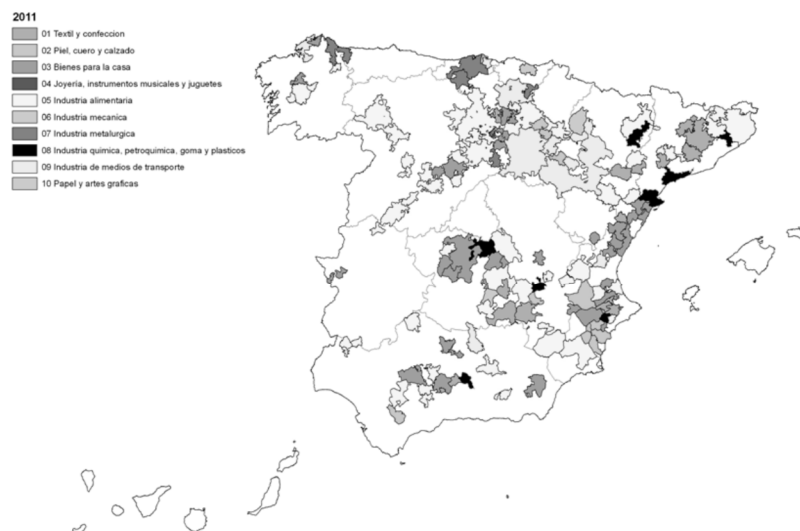 2011
01 Textil y confeccion
02 Piel, cuero y calzado
03 Bienes para la casa
04 Joyería, instrumentos musicales y juguetes
05 Industria alimentaria
06 Industria mecanica
07 Industria metalurgica
08 Industria quimica, petroquimica, goma y plasticos
09 Industria de medios de transporte
10 Papel y artes graficas